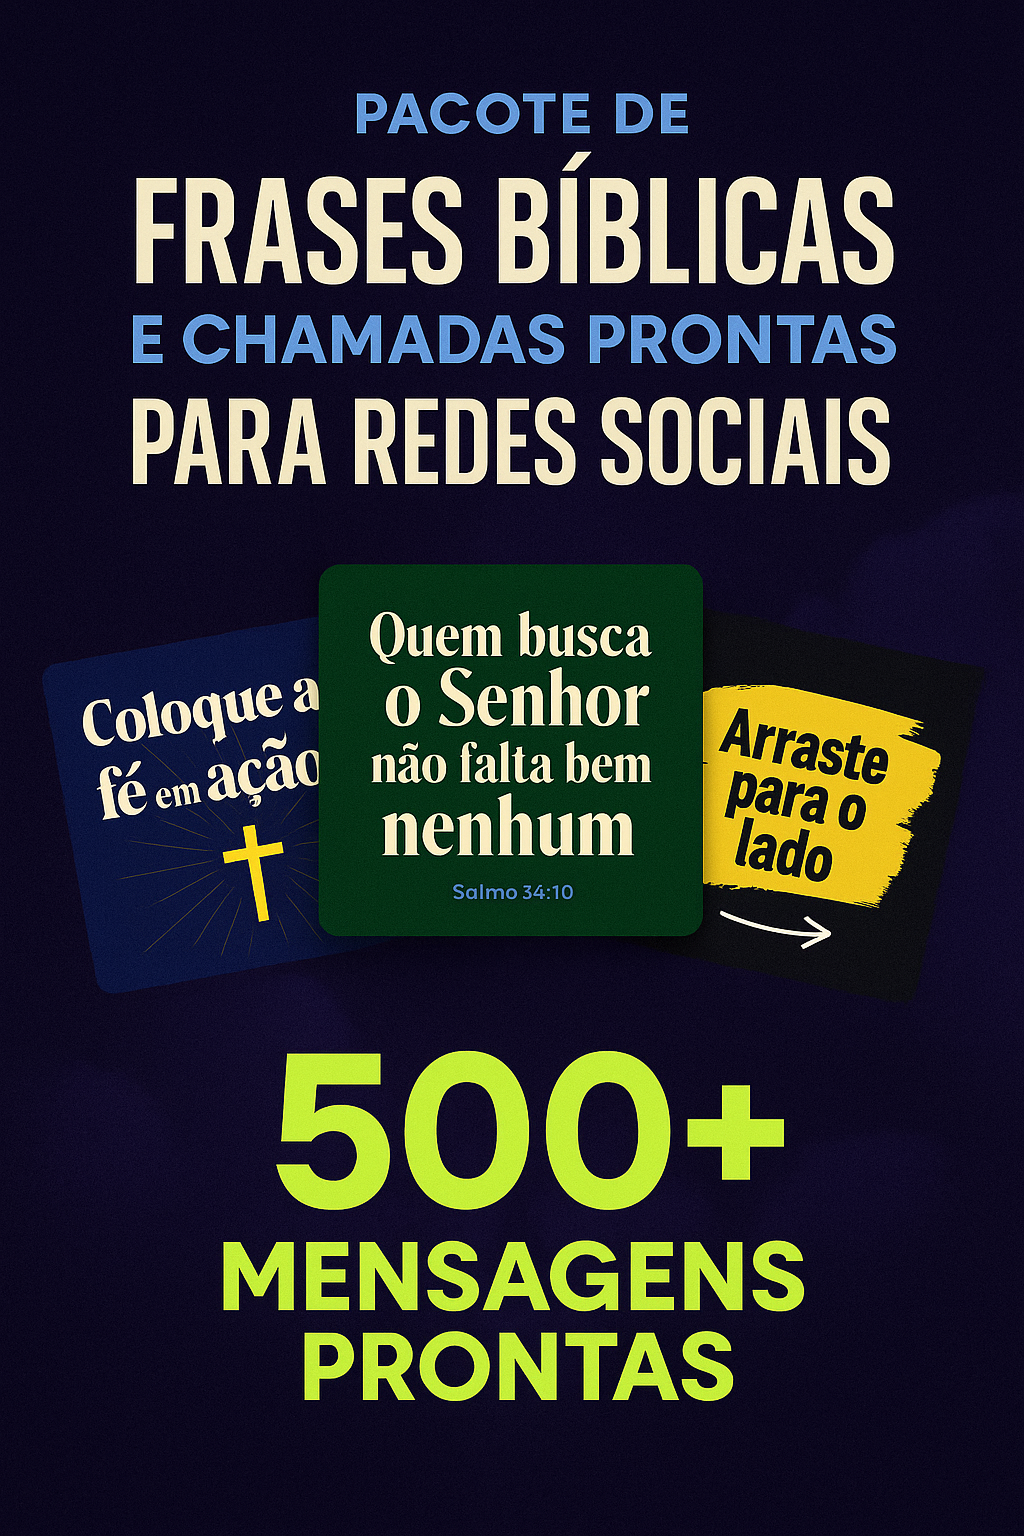 PACOTE DE
FRASES BÍBLICAS
E CHAMADAS PRONTAS
PARA REDES SOCIAIS
Coloque a
fé em ação
Quem busca
o Senhor
não falta bem
nenhum
Salmo 34:10
Arraste
para o
lado
500+
MENSAGENS
PRONTAS